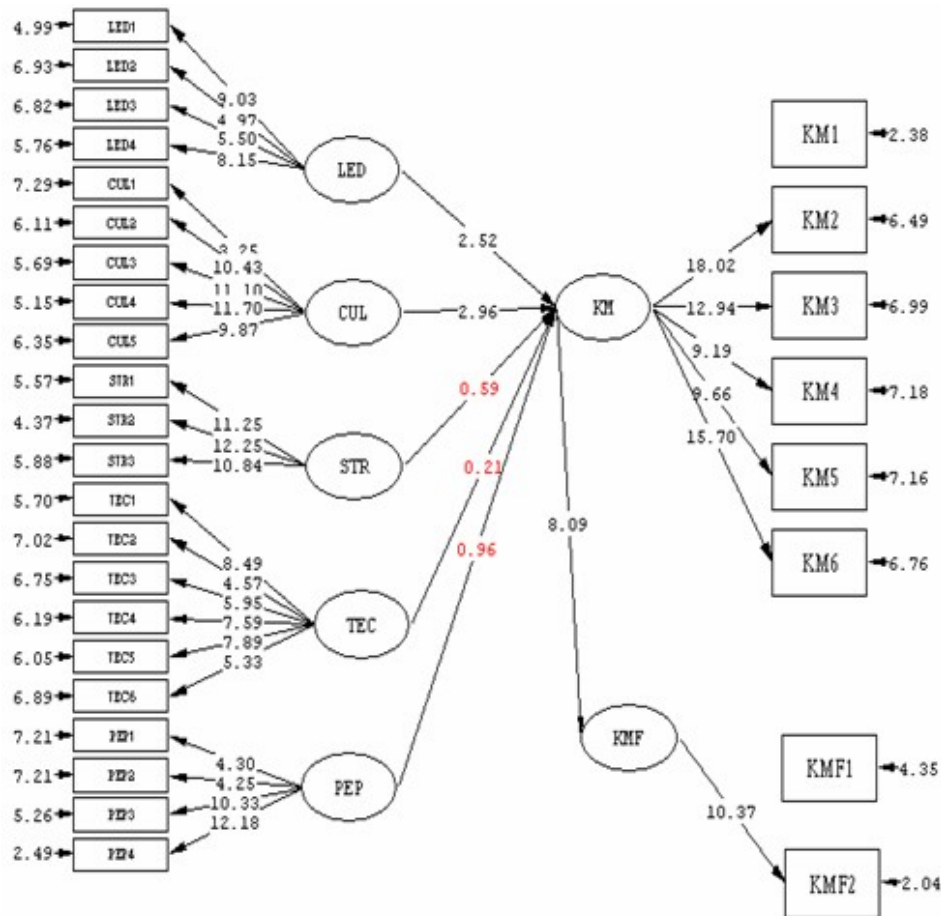 4.99 LED1
6.93 LED2
6.82 LED3
5.76 LED4
7.29 CUL1
6.11 CUL2
5.69 CUL3
5.15 CUL4
6.35 CUL5
5.57 STR1
4.37 STR2
5.88 STR3
5.70 TEC1
7.02 TEC2
6.75 TEC3
6.19 TEC4
6.05 TEC5
6.89 TEC6
7.21 PEP1
7.21 PEP2
5.26 PEP3
2.49 PEP4
9.03
4.97
5.50
8.15
10.43
11.10
11.70
9.87
11.25
12.25
10.84
8.49
4.57
5.95
7.59
7.89
5.33
4.30
4.25
10.33
12.18
LED
CUL
STR
TEC
PEP
2.52
2.96
0.59
0.21
0.96
KM
8.09
KMF
18.02
12.94
9.19
9.66
15.70
10.37
KM1 2.38
KM2 6.49
KM3 6.99
KM4 7.18
KM5 7.16
KM6 6.76
KMF1 4.35
KMF2 2.04